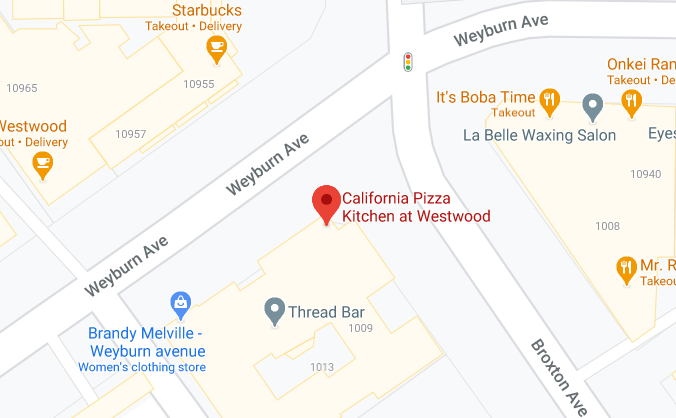 Starbucks
Takeout • Delivery
Weyburn Ave
10965
10955
Onkei Ran
Takeout • De
It's Boba Time
Takeout
La Belle Waxing Salon
Eyes
Westwood
out • Delivery
10957
Weyburn Ave
10940
California Pizza
Kitchen at Westwood
1008
Weyburn Ave
Mr. R
Takeou
Thread Bar
1009
Brandy Melville -
Weyburn avenue
Women's clothing store
1013
Broxton Ave